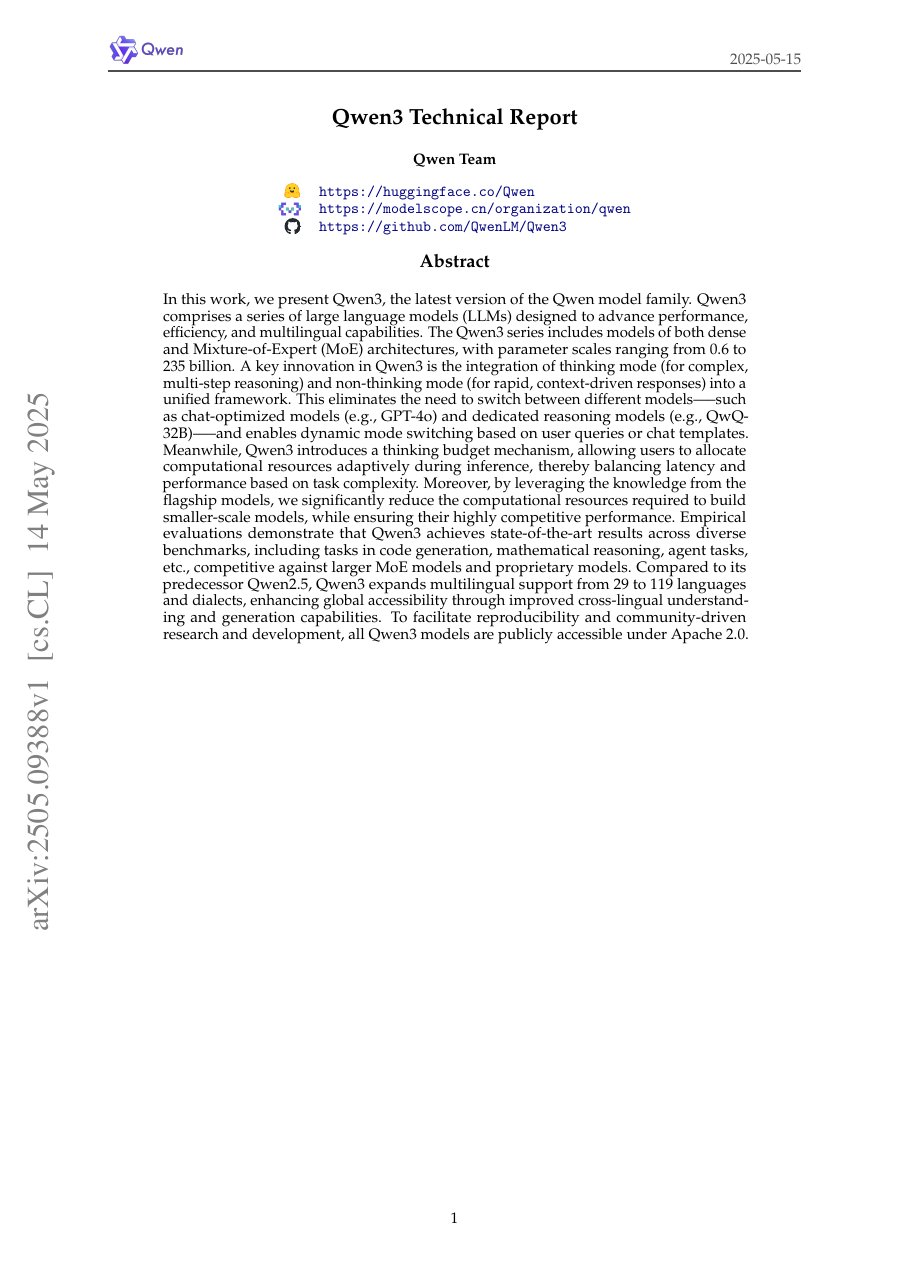 Qwen
2025-05-15
Qwen3 Technical Report
Qwen Team
https://huggingface.co/Qwen
https://modelscope.cn/organization/qwen
https://github.com/QwenLM/Qwen3
Abstract
In this work, we present Qwen3, the latest version of the Qwen model family. Qwen3
comprises a series of large language models (LLMs) designed to advance performance,
efficiency, and multilingual capabilities. The Qwen3 series includes models of both dense
and Mixture-of-Expert (MoE) architectures, with parameter scales ranging from 0.6 to
235 billion. A key innovation in Qwen3 is the integration of thinking mode (for complex,
multi-step reasoning) and non-thinking mode (for rapid, context-driven responses) into a
unified framework. This eliminates the need to switch between different models——such
as chat-optimized models (e.g., GPT-4o) and dedicated reasoning models (e.g., QwQ-
32B)——and enables dynamic mode switching based on user queries or chat templates.
Meanwhile, Qwen3 introduces a thinking budget mechanism, allowing users to allocate
computational resources adaptively during inference, thereby balancing latency and
performance based on task complexity. Moreover, by leveraging the knowledge from the
flagship models, we significantly reduce the computational resources required to build
smaller-scale models, while ensuring their highly competitive performance. Empirical
evaluations demonstrate that Qwen3 achieves state-of-the-art results across diverse
benchmarks, including tasks in code generation, mathematical reasoning, agent tasks,
etc., competitive against larger MoE models and proprietary models. Compared to its
predecessor Qwen2.5, Qwen3 expands multilingual support from 29 to 119 languages
and dialects, enhancing global accessibility through improved cross-lingual understand-
ing and generation capabilities. To facilitate reproducibility and community-driven
research and development, all Qwen3 models are publicly accessible under Apache 2.0.
arXiv:2505.09388v1 [cs.CL] 14 May 2025
1